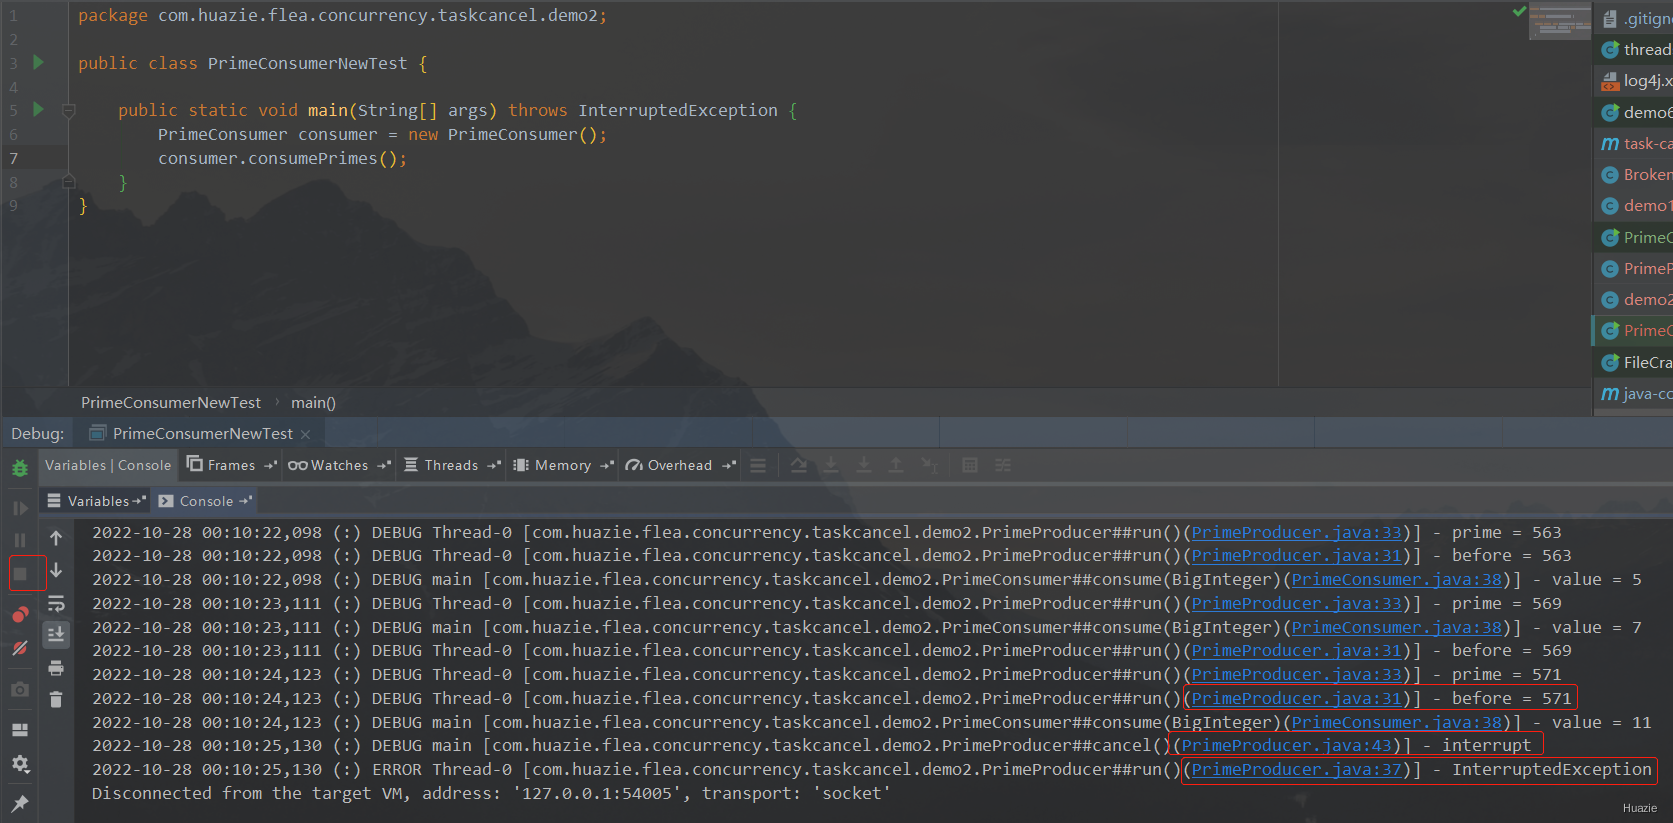 1 package com.huazie.flea.concurrency.taskcancel.demo2;
2
3 public class PrimeConsumerNewTest {
4
5 public static void main(String[] args) throws InterruptedException {
6 PrimeConsumer consumer = new PrimeConsumer();
7 consumer.consumePrimes();
8 }
9 }
.gitign
thread
log4j.x
demo6
task-ca
Broken
demo1
PrimeC
PrimeP
demo2
PrimeC
FileCra
java-co
PrimeConsumerNewTest › main()
Debug: PrimeConsumerNewTest ×
Variables | Console Frames Watches Threads Memory Overhead
Variables Console
2022-10-28 00:10:22,098 (:) DEBUG Thread-0 [com.huazie.flea.concurrency.taskcancel.demo2.PrimeProducer##run()(PrimeProducer.java:33)] - prime = 563
2022-10-28 00:10:22,098 (:) DEBUG Thread-0 [com.huazie.flea.concurrency.taskcancel.demo2.PrimeProducer##run()(PrimeProducer.java:31)] - before = 563
2022-10-28 00:10:22,098 (:) DEBUG main [com.huazie.flea.concurrency.taskcancel.demo2.PrimeConsumer##consume(BigInteger)(PrimeConsumer.java:38)] - value = 5
2022-10-28 00:10:23,111 (:) DEBUG Thread-0 [com.huazie.flea.concurrency.taskcancel.demo2.PrimeProducer##run()(PrimeProducer.java:33)] - prime = 569
2022-10-28 00:10:23,111 (:) DEBUG main [com.huazie.flea.concurrency.taskcancel.demo2.PrimeConsumer##consume(BigInteger)(PrimeConsumer.java:38)] - value = 7
2022-10-28 00:10:23,111 (:) DEBUG Thread-0 [com.huazie.flea.concurrency.taskcancel.demo2.PrimeProducer##run()(PrimeProducer.java:31)] - before = 569
2022-10-28 00:10:24,123 (:) DEBUG Thread-0 [com.huazie.flea.concurrency.taskcancel.demo2.PrimeProducer##run()(PrimeProducer.java:33)] - prime = 571
2022-10-28 00:10:24,123 (:) DEBUG Thread-0 [com.huazie.flea.concurrency.taskcancel.demo2.PrimeProducer##run()(PrimeProducer.java:31)] - before = 571
2022-10-28 00:10:24,123 (:) DEBUG main [com.huazie.flea.concurrency.taskcancel.demo2.PrimeConsumer##consume(BigInteger)(PrimeConsumer.java:38)] - value = 11
2022-10-28 00:10:25,130 (:) DEBUG main [com.huazie.flea.concurrency.taskcancel.demo2.PrimeProducer##cancel()(PrimeProducer.java:43)] - interrupt
2022-10-28 00:10:25,130 (:) ERROR Thread-0 [com.huazie.flea.concurrency.taskcancel.demo2.PrimeProducer##run()(PrimeProducer.java:37)] - InterruptedException
Disconnected from the target VM, address: '127.0.0.1:54005', transport: 'socket'
Huazie